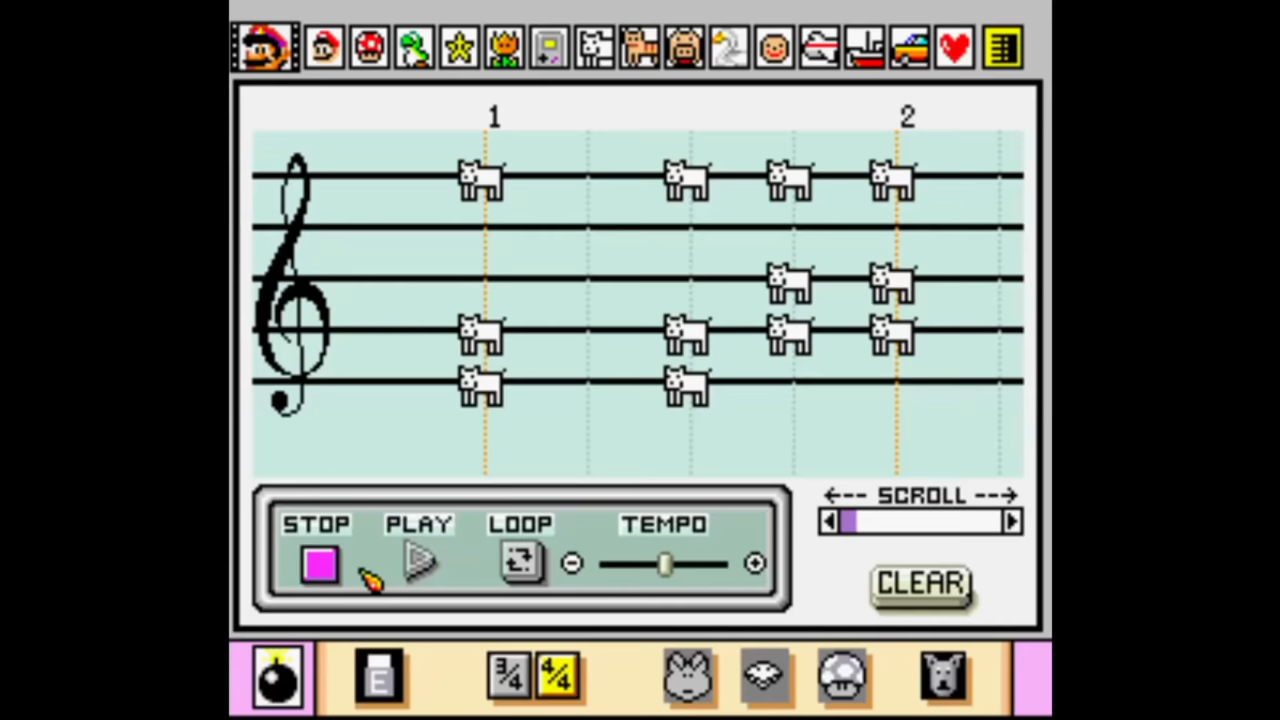 1 2
STOP PLAY LOOP TEMPO
<--- SCROLL --->
CLEAR
E 3/4 4/4